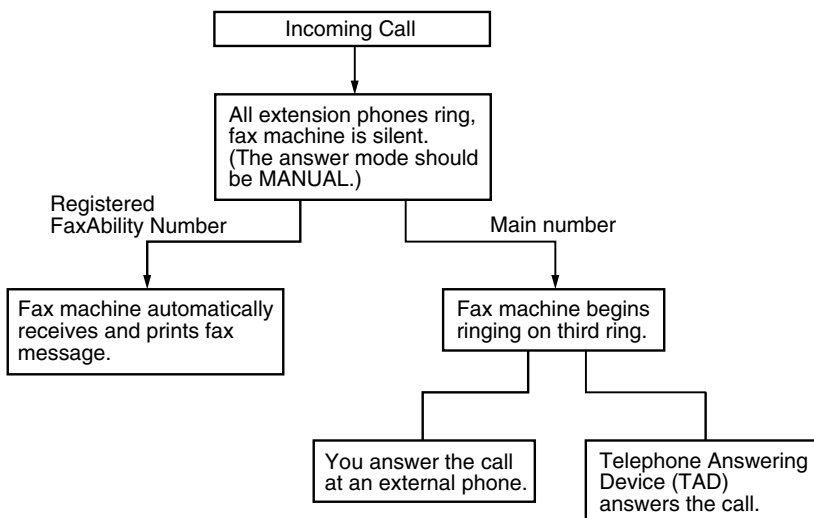 Incoming Call
All extension phones ring,
fax machine is silent.
(The answer mode should
be MANUAL.)
Registered
FaxAbility Number
Main number
Fax machine automatically
receives and prints fax
message.
Fax machine begins
ringing on third ring.
You answer the call
at an external phone.
Telephone Answering
Device (TAD)
answers the call.